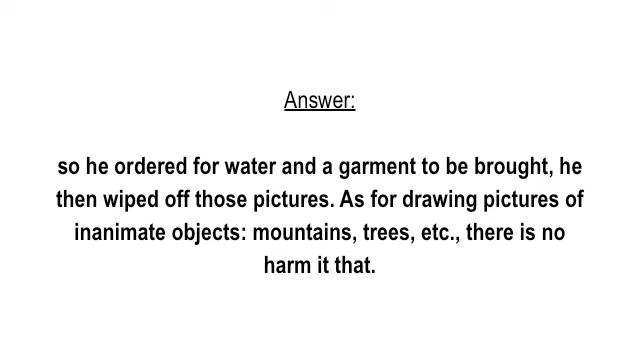 Answer:
so he ordered for water and a garment to be brought, he
then wiped off those pictures. As for drawing pictures of
inanimate objects: mountains, trees, etc., there is no
harm it that.